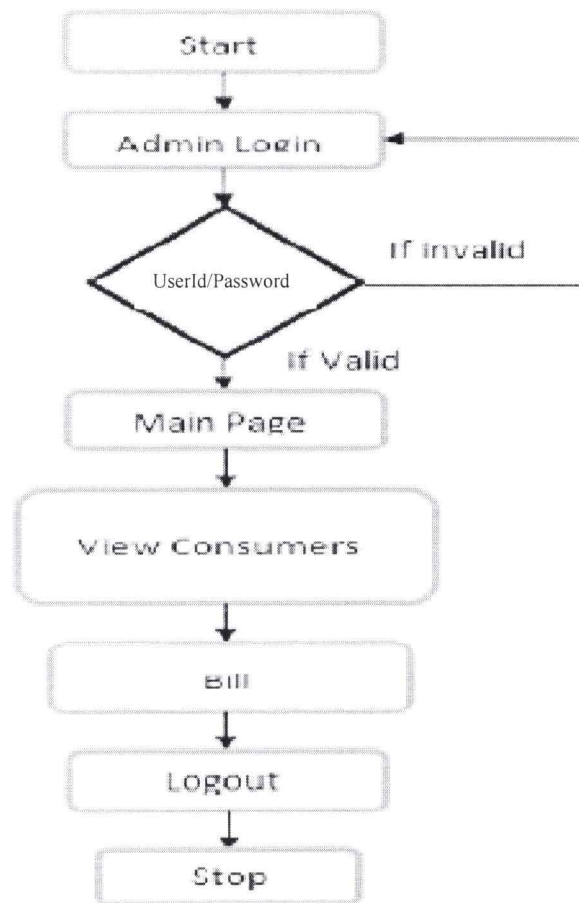 Start
Admin Login
If invalid
UserId/Password
If Valid
Main Page
View Consumers
Bill
Logout
Stop